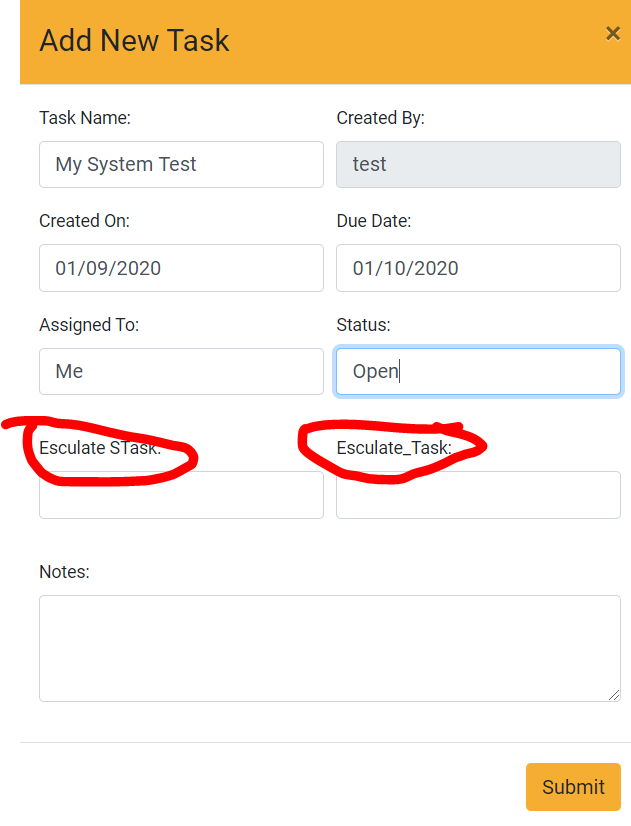 Add New Task ×
Task Name: Created By:
My System Test test
Created On: Due Date:
01/09/2020 01/10/2020
Assigned To: Status:
Me Open
Esculate STask: Esculate_Task:
Notes:
Submit